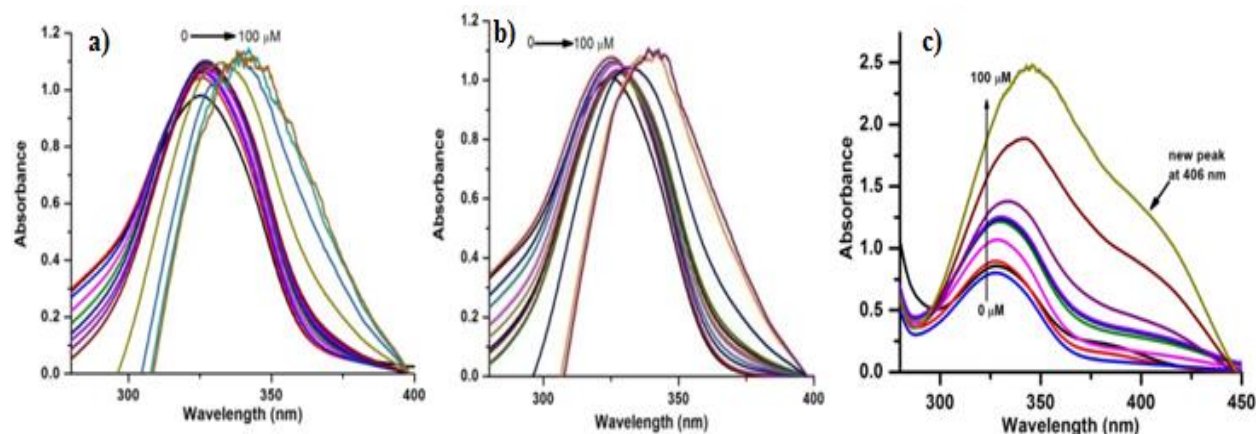 a)
0 100 μM
1.2
1.0
0.8
0.6
0.4
0.2
0.0
Absorbance
300 350 400
Wavelength (nm)
b)
0 100 μM
1.2
1.0
0.8
0.6
0.4
0.2
0.0
Absorbance
300 350 400
Wavelength (nm)
c)
100 μM
new peak
at 406 nm
0 μM
2.5
2.0
1.5
1.0
0.5
0.0
Absorbance
300 350 400 450
Wavelength (nm)